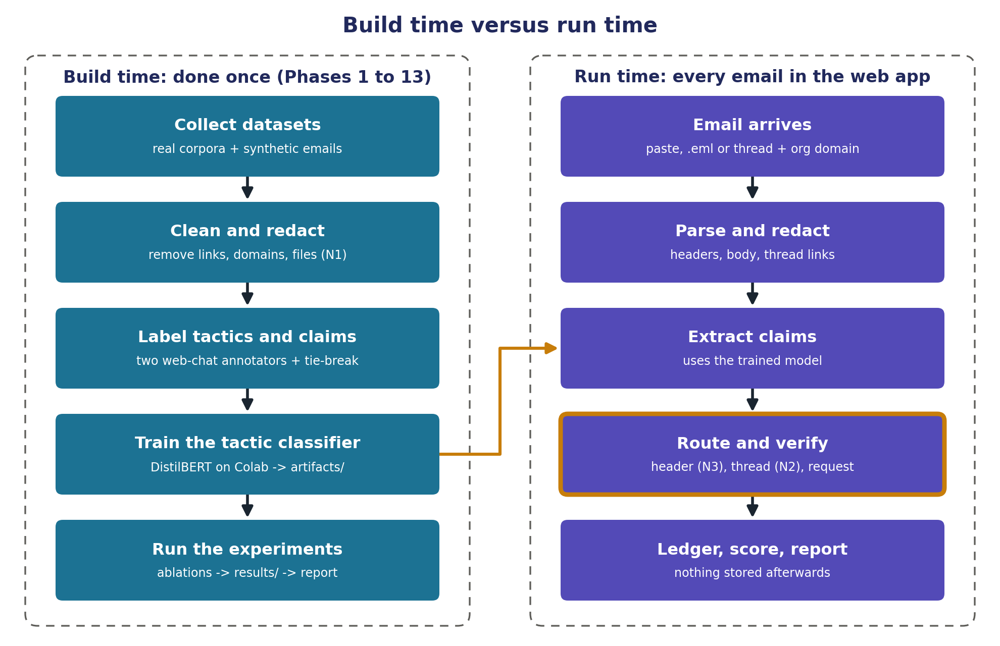 Build time versus run time
Build time: done once (Phases 1 to 13)
Collect datasets
real corpora + synthetic emails
Clean and redact
remove links, domains, files (N1)
Label tactics and claims
two web-chat annotators + tie-break
Train the tactic classifier
DistilBERT on Colab -> artifacts/
Run the experiments
ablations -> results/ -> report
Run time: every email in the web app
Email arrives
paste, .eml or thread + org domain
Parse and redact
headers, body, thread links
Extract claims
uses the trained model
Route and verify
header (N3), thread (N2), request
Ledger, score, report
nothing stored afterwards